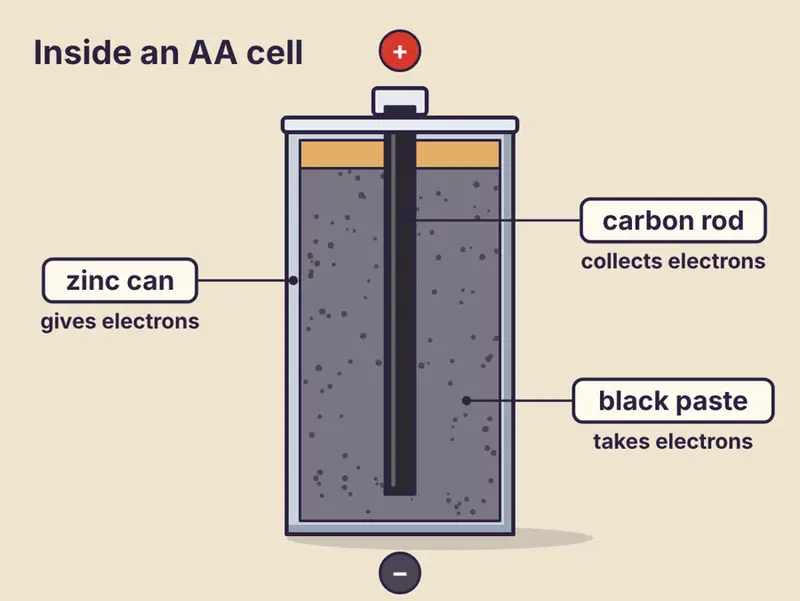 Inside an AA cell
+
carbon rod
collects electrons
zinc can
gives electrons
black paste
takes electrons
−